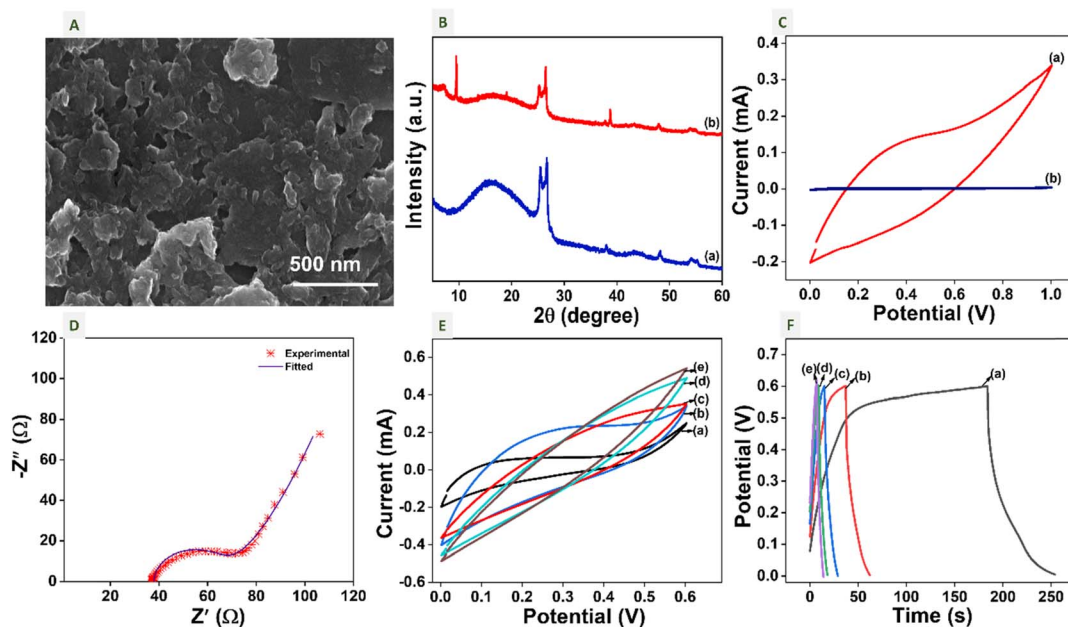 A
500 nm
B
Intensity (a.u.)
(b)
(a)
10 20 30 40 50 60
2θ (degree)
C
Current (mA)
0.4
0.3
0.2
0.1
0.0
-0.1
-0.2
(a)
(b)
0.0 0.2 0.4 0.6 0.8 1.0
Potential (V)
D
-Z″ (Ω)
120
100
80
60
40
20
0
Experimental
Fitted
0 20 40 60 80 100 120
Z′ (Ω)
E
Current (mA)
0.6
0.4
0.2
0.0
-0.2
-0.4
-0.6
(e)
(d)
(c)
(b)
(a)
0.0 0.1 0.2 0.3 0.4 0.5 0.6
Potential (V)
F
Potential (V)
0.7
0.6
0.5
0.4
0.3
0.2
0.1
0.0
(e) (d) (c) (b) (a)
0 50 100 150 200 250
Time (s)